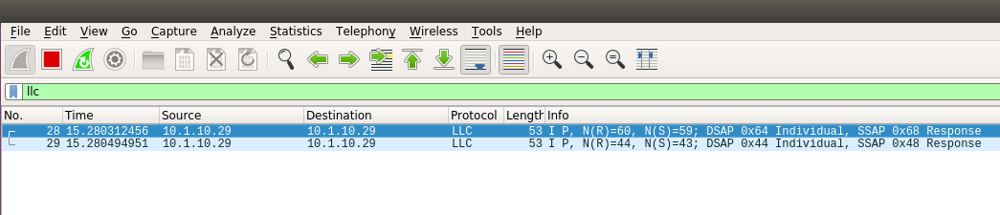 File Edit View Go Capture Analyze Statistics Telephony Wireless Tools Help
llc
No. Time Source Destination Protocol Length Info
28 15.280312456 10.1.10.29 10.1.10.29 LLC 53 I P, N(R)=60, N(S)=59; DSAP 0x64 Individual, SSAP 0x68 Response
29 15.280494951 10.1.10.29 10.1.10.29 LLC 53 I P, N(R)=44, N(S)=43; DSAP 0x44 Individual, SSAP 0x48 Response